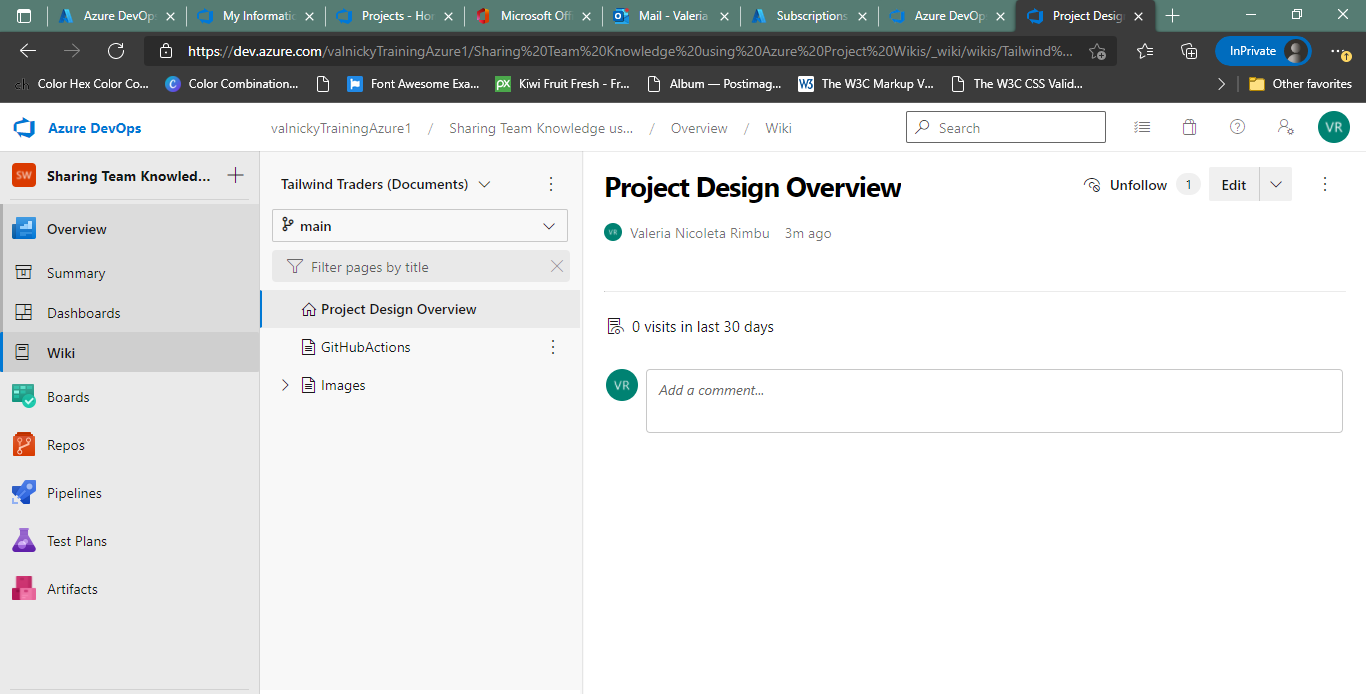 Azure DevOp
My Informatic
Projects - Ho
Microsoft Off
Mail - Valeria
Subscriptions
Azure DevOp
Project Desig
https://dev.azure.com/valnickyTrainingAzure1/Sharing%20Team%20Knowledge%20using%20Azure%20Project%20Wikis/_wiki/wikis/Tailwind%...
InPrivate
ch Color Hex Color Co...
C Color Combination...
Font Awesome Exa...
px Kiwi Fruit Fresh - Fr...
Album — Postimag...
W3 The W3C Markup V...
The W3C CSS Valid...
Other favorites
Azure DevOps
valnickyTrainingAzure1 / Sharing Team Knowledge us... / Overview / Wiki
Search
VR
SW Sharing Team Knowled...
Overview
Summary
Dashboards
Wiki
Boards
Repos
Pipelines
Test Plans
Artifacts
Tailwind Traders (Documents)
main
Filter pages by title
Project Design Overview
GitHubActions
Images
Project Design Overview
Unfollow 1
Edit
VR Valeria Nicoleta Rimbu 3m ago
0 visits in last 30 days
VR
Add a comment...